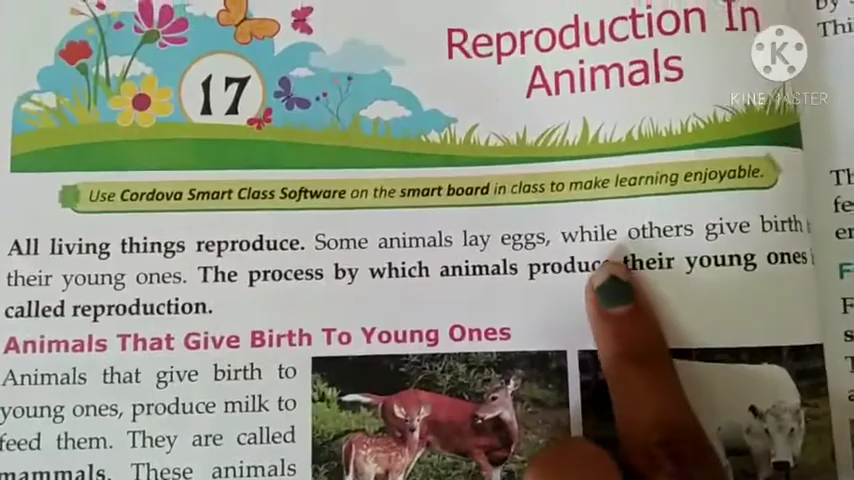 Reproduction In
Animals
17
K
KINEMASTER
Use Cordova Smart Class Software on the smart board in class to make learning enjoyable.
All living things reproduce. Some animals lay eggs, while others give birth
their young ones. The process by which animals produce their young ones
called reproduction.
Animals That Give Birth To Young Ones
Animals that give birth to
young ones, produce milk to
feed them. They are called
mammals. These animals
by